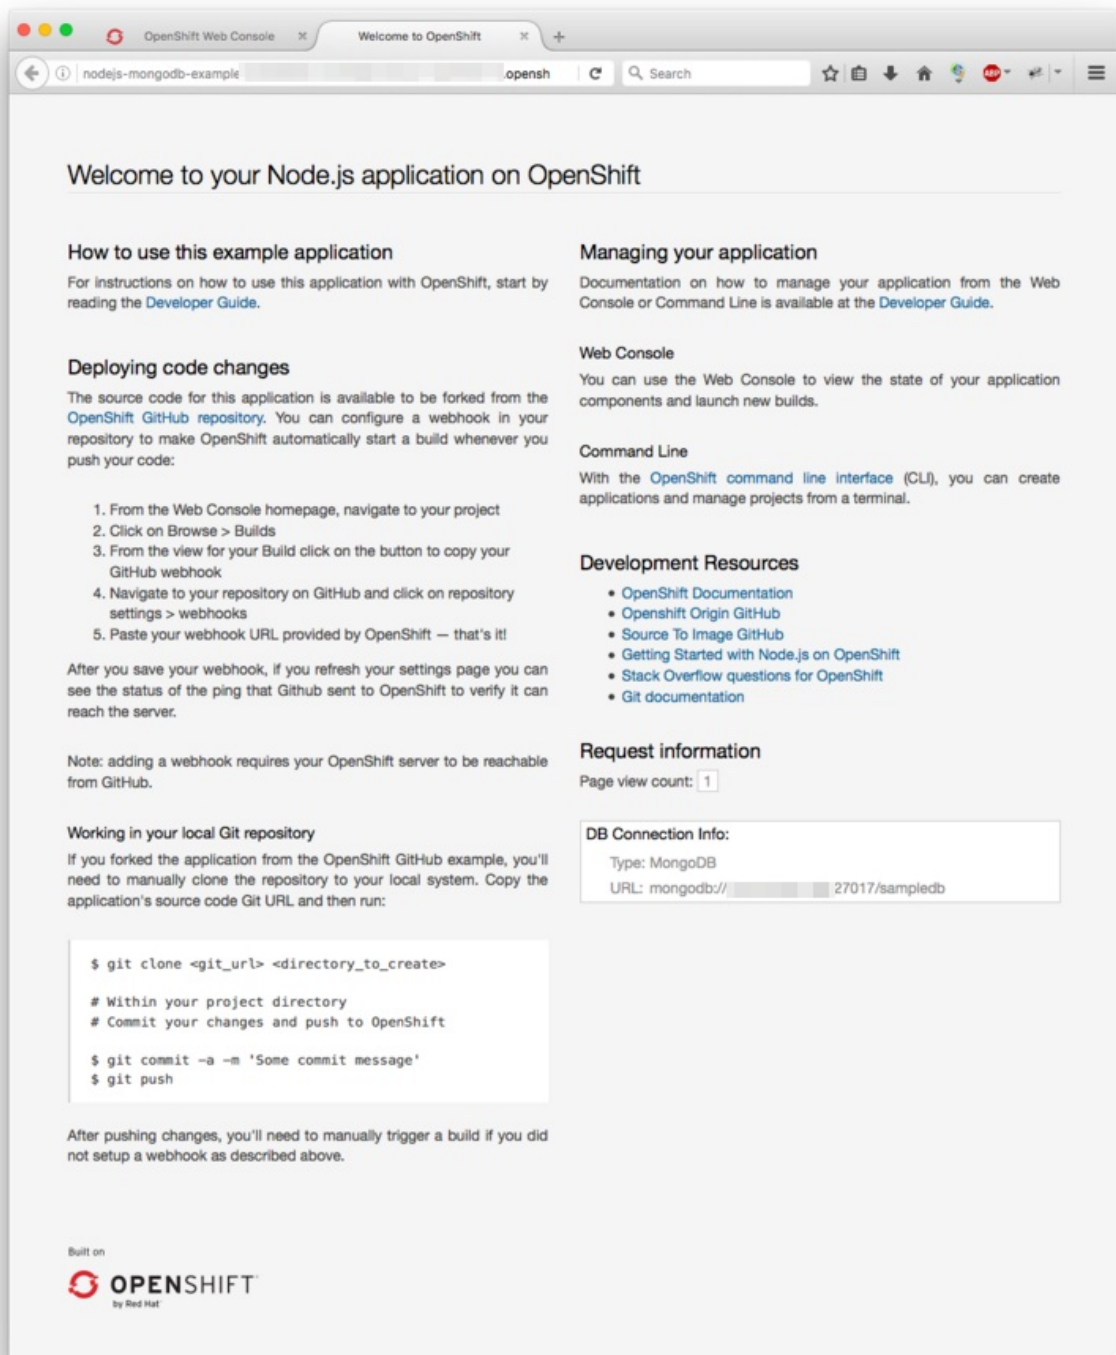 OpenShift Web Console
Welcome to OpenShift
nodejs-mongodb-example
.opensh
Search
ABP
Welcome to your Node.js application on OpenShift
How to use this example application
For instructions on how to use this application with OpenShift, start by
reading the Developer Guide.
Deploying code changes
The source code for this application is available to be forked from the
OpenShift GitHub repository. You can configure a webhook in your
repository to make OpenShift automatically start a build whenever you
push your code:
1. From the Web Console homepage, navigate to your project
2. Click on Browse > Builds
3. From the view for your Build click on the button to copy your
GitHub webhook
4. Navigate to your repository on GitHub and click on repository
settings > webhooks
5. Paste your webhook URL provided by OpenShift — that's it!
After you save your webhook, if you refresh your settings page you can
see the status of the ping that Github sent to OpenShift to verify it can
reach the server.
Note: adding a webhook requires your OpenShift server to be reachable
from GitHub.
Working in your local Git repository
If you forked the application from the OpenShift GitHub example, you'll
need to manually clone the repository to your local system. Copy the
application's source code Git URL and then run:
$ git clone <git_url> <directory_to_create>
# Within your project directory
# Commit your changes and push to OpenShift
$ git commit -a -m 'Some commit message'
$ git push
After pushing changes, you'll need to manually trigger a build if you did
not setup a webhook as described above.
Managing your application
Documentation on how to manage your application from the Web
Console or Command Line is available at the Developer Guide.
Web Console
You can use the Web Console to view the state of your application
components and launch new builds.
Command Line
With the OpenShift command line interface (CLI), you can create
applications and manage projects from a terminal.
Development Resources
• OpenShift Documentation
• Openshift Origin GitHub
• Source To Image GitHub
• Getting Started with Node.js on OpenShift
• Stack Overflow questions for OpenShift
• Git documentation
Request information
Page view count: 1
DB Connection Info:
Type: MongoDB
URL: mongodb:// 27017/sampledb
Built on
OPENSHIFT
by Red Hat